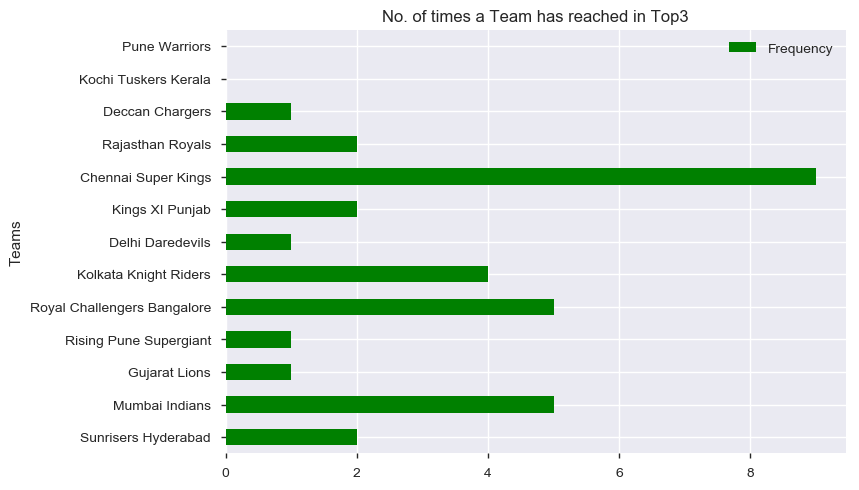 No. of times a Team has reached in Top3
Frequency
Teams
Pune Warriors
Kochi Tuskers Kerala
Deccan Chargers
Rajasthan Royals
Chennai Super Kings
Kings XI Punjab
Delhi Daredevils
Kolkata Knight Riders
Royal Challengers Bangalore
Rising Pune Supergiant
Gujarat Lions
Mumbai Indians
Sunrisers Hyderabad
0 2 4 6 8